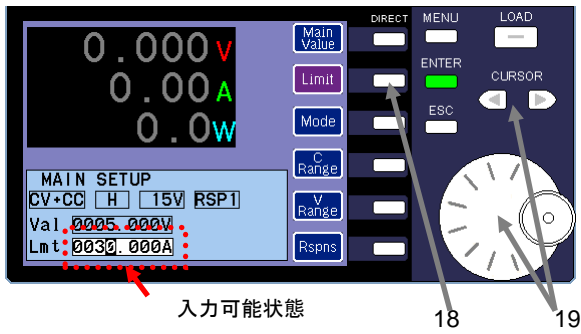 DIRECT MENU LOAD
0.000V
Main
Value
ENTER
0.00A
Limit
CURSOR
0.0W
Mode
ESC
C
Range
MAIN SETUP
CV+CC H 15V RSP1
V
Range
Val 0005.000V
Lmt 0030.000A
Rspns
入力可能状態
18
19